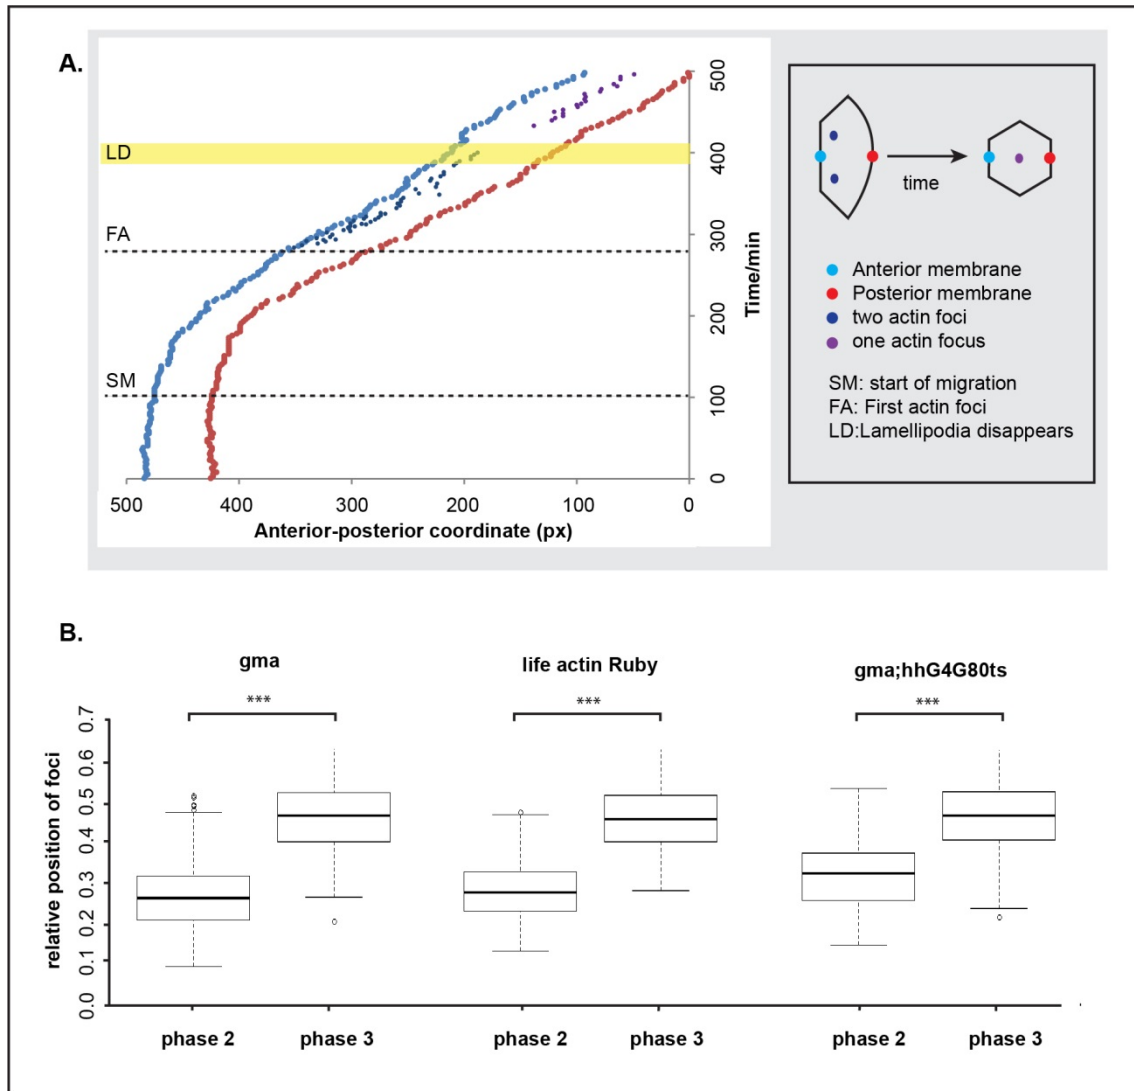 A.
LD
FA
SM
500
400
300
200
100
0
Time/min
500
400
300
200
100
0
Anterior-posterior coordinate (px)
time
Anterior membrane
Posterior membrane
two actin foci
one actin focus
SM: start of migration
FA: First actin foci
LD:Lamellipodia disappears
B.
gma
life actin Ruby
gma;hhG4G80ts
***
***
***
relative position of foci
0.7
0.6
0.5
0.4
0.3
0.2
0.1
0.0
phase 2
phase 3
phase 2
phase 3
phase 2
phase 3